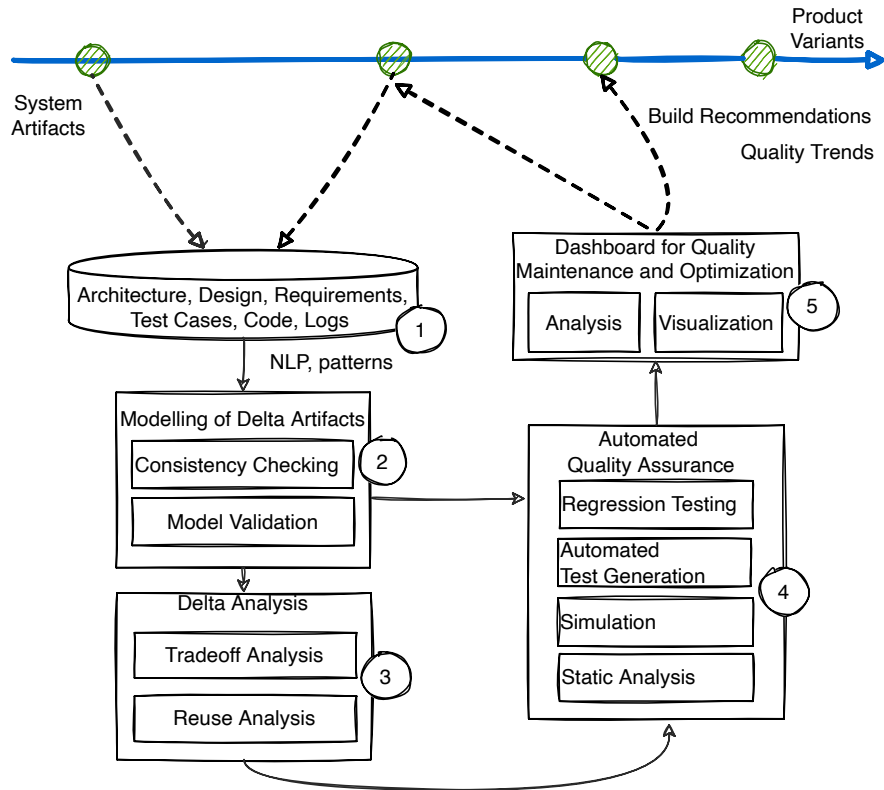 Product
Variants
System
Artifacts
Build Recommendations
Quality Trends
Architecture, Design, Requirements,
Test Cases, Code, Logs
1
NLP, patterns
Modelling of Delta Artifacts
Consistency Checking
2
Model Validation
Delta Analysis
Tradeoff Analysis
3
Reuse Analysis
Automated
Quality Assurance
Regression Testing
Automated
Test Generation
4
Simulation
Static Analysis
Dashboard for Quality
Maintenance and Optimization
5
Analysis
Visualization